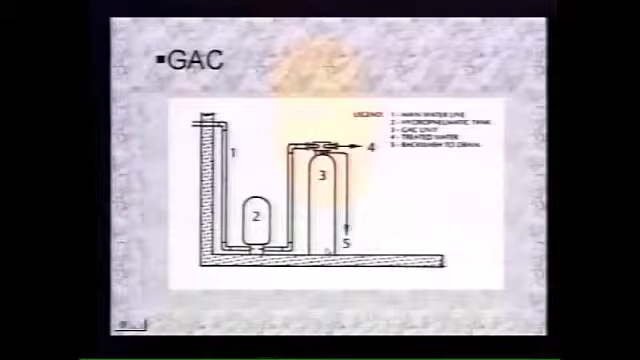 ▪GAC
LEGEND: 1 - MAIN WATER LINE
2 - HYDROPNEUMATIC TANK
3 - GAC UNIT
4 - TREATED WATER
5 - BACKWASH TO DRAIN
1
2
3
4
5